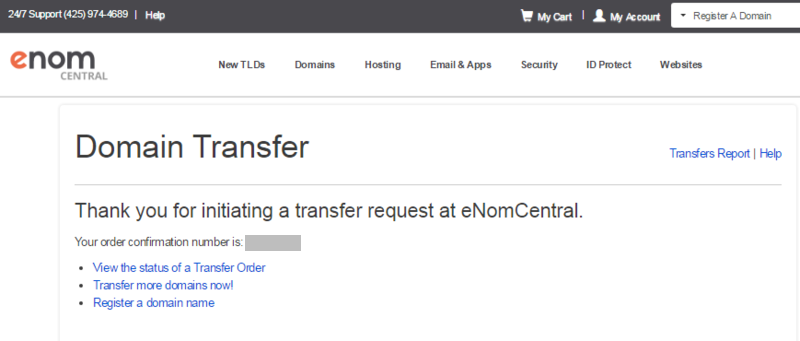 24/7 Support (425) 974-4689 | Help
My Cart | My Account
Register A Domain
enom
CENTRAL
New TLDs Domains Hosting Email & Apps Security ID Protect Websites
Domain Transfer
Transfers Report | Help
Thank you for initiating a transfer request at eNomCentral.
Your order confirmation number is:
View the status of a Transfer Order
Transfer more domains now!
Register a domain name